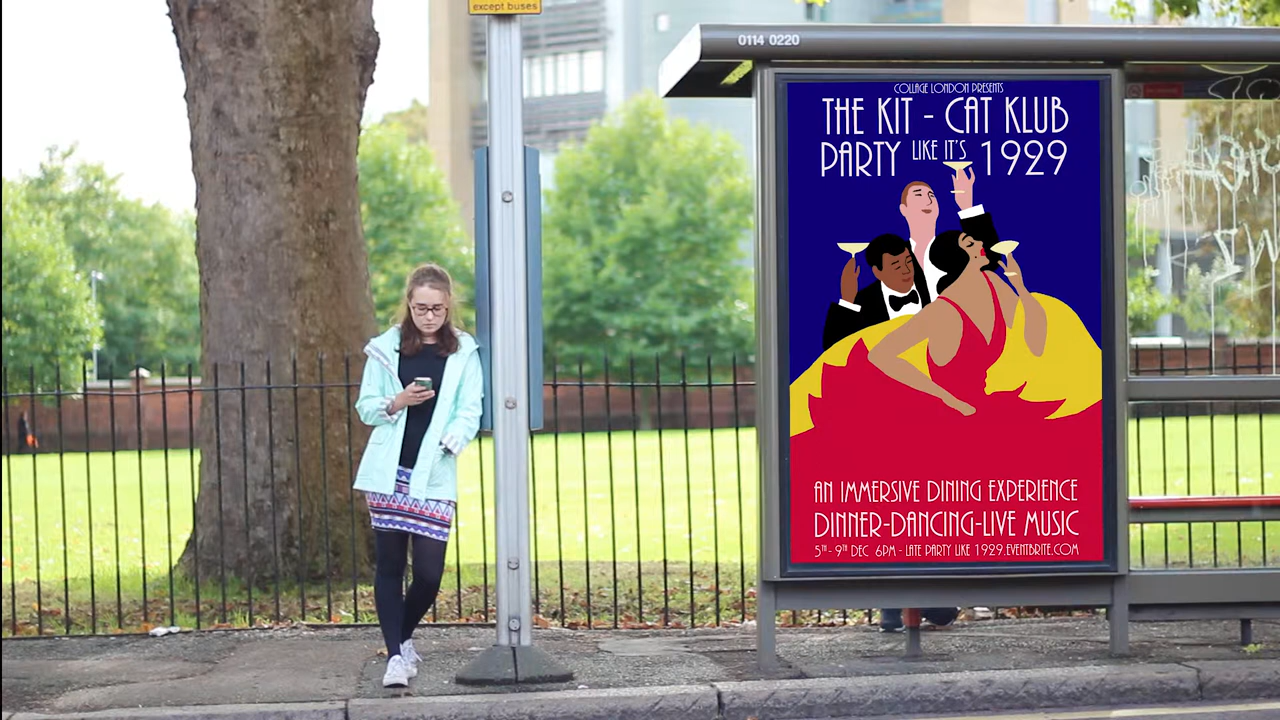 except buses
0114 0220
COLLAGE LONDON PRESENTS
THE KIT - CAT KLUB
PARTY LIKE IT'S 1929
AN IMMERSIVE DINING EXPERIENCE
DINNER-DANCING-LIVE MUSIC
5TH - 9TH DEC 6PM - LATE PARTY LIKE 1929.EVENTBRITE.COM